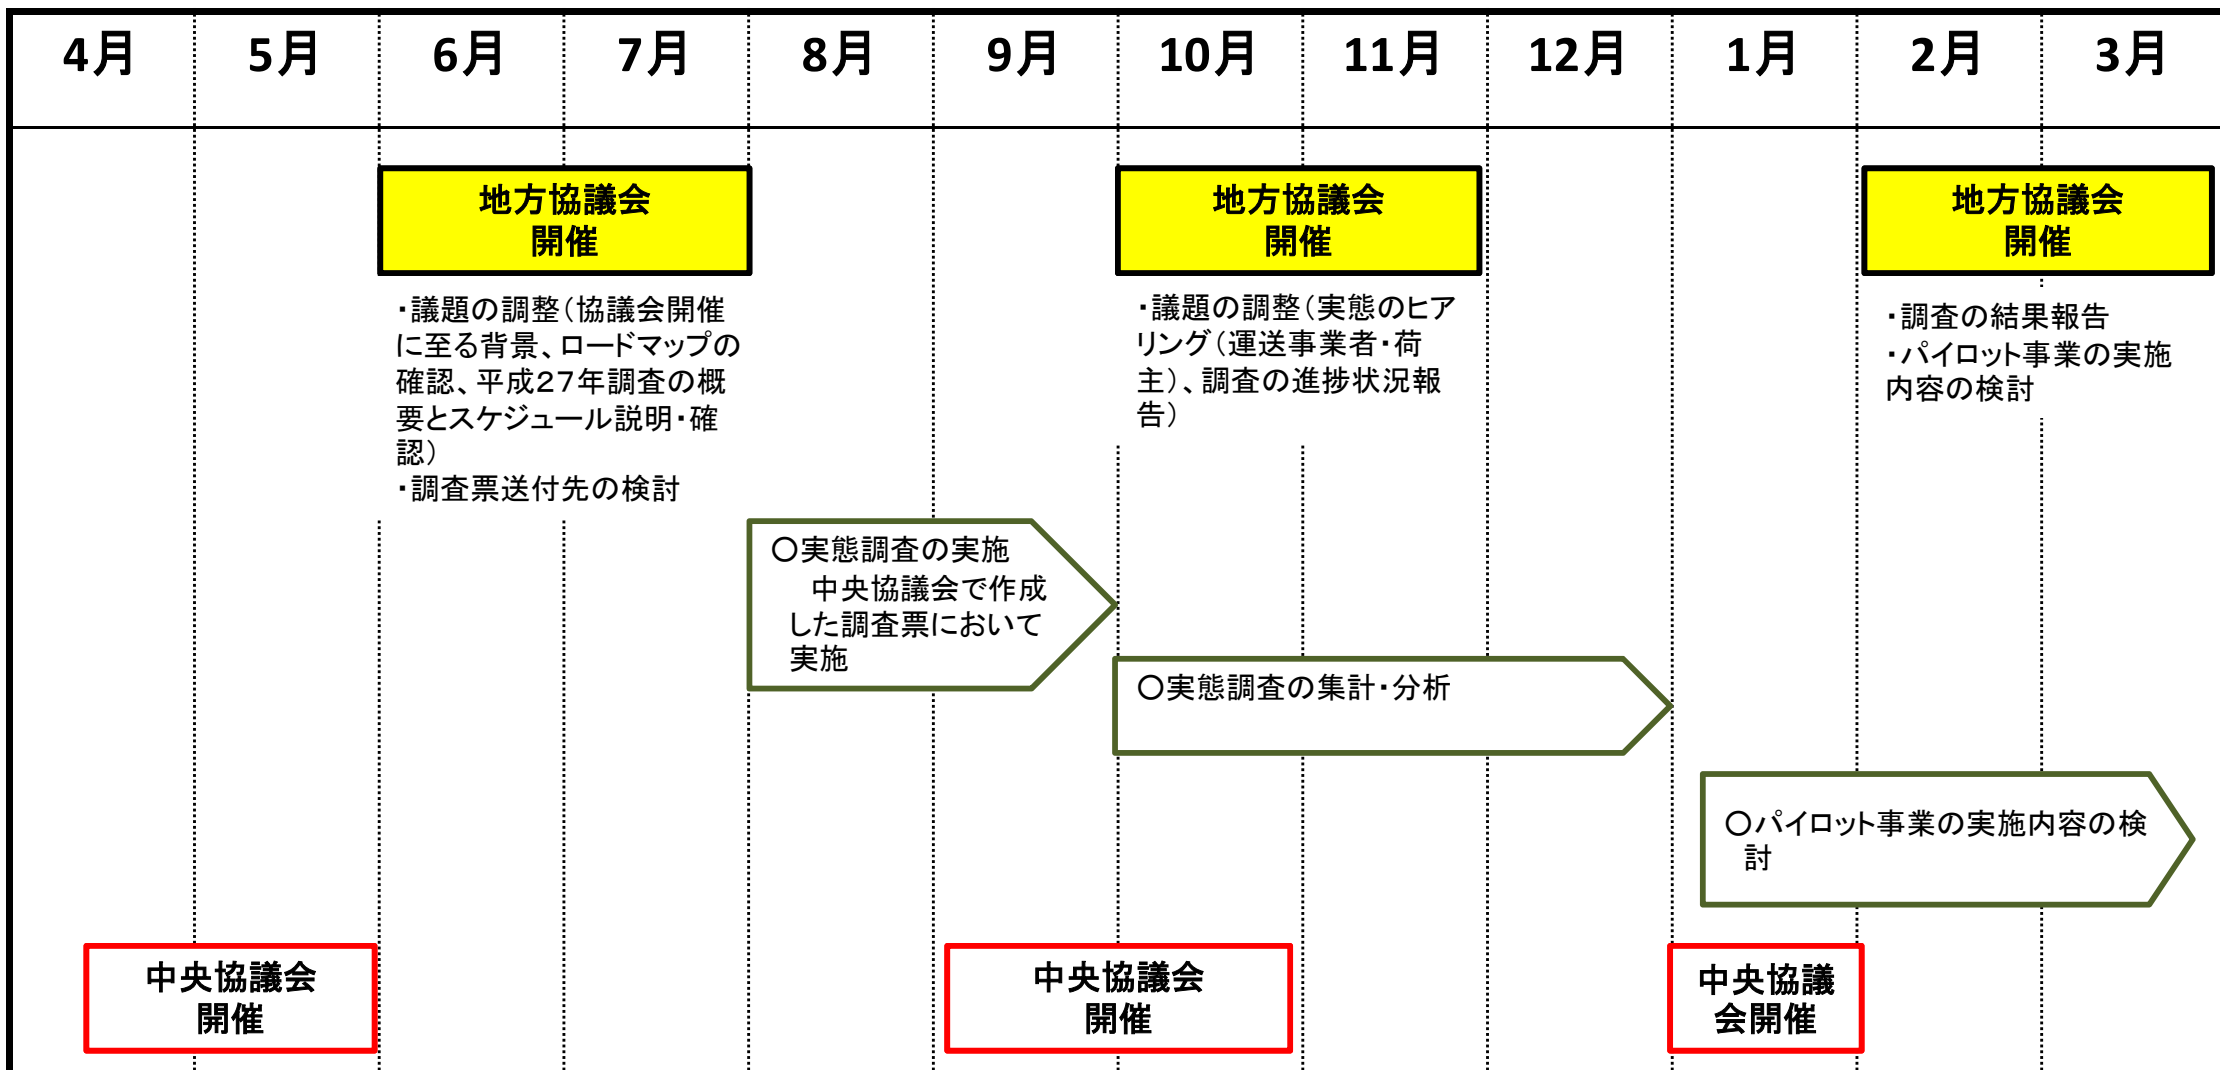 4月 5月 6月 7月 8月 9月 10月 11月 12月 1月 2月 3月
地方協議会
開催
・議題の調整（協議会開催
に至る背景、ロードマップの
確認、平成２７年調査の概
要とスケジュール説明・確
認）
・調査票送付先の検討
地方協議会
開催
・議題の調整（実態のヒア
リング（運送事業者・荷
主）、調査の進捗状況報
告）
地方協議会
開催
・調査の結果報告
・パイロット事業の実施
内容の検討
○実態調査の実施
中央協議会で作成
した調査票において
実施
○実態調査の集計・分析
○パイロット事業の実施内容の検
討
中央協議会
開催
中央協議会
開催
中央協議
会開催